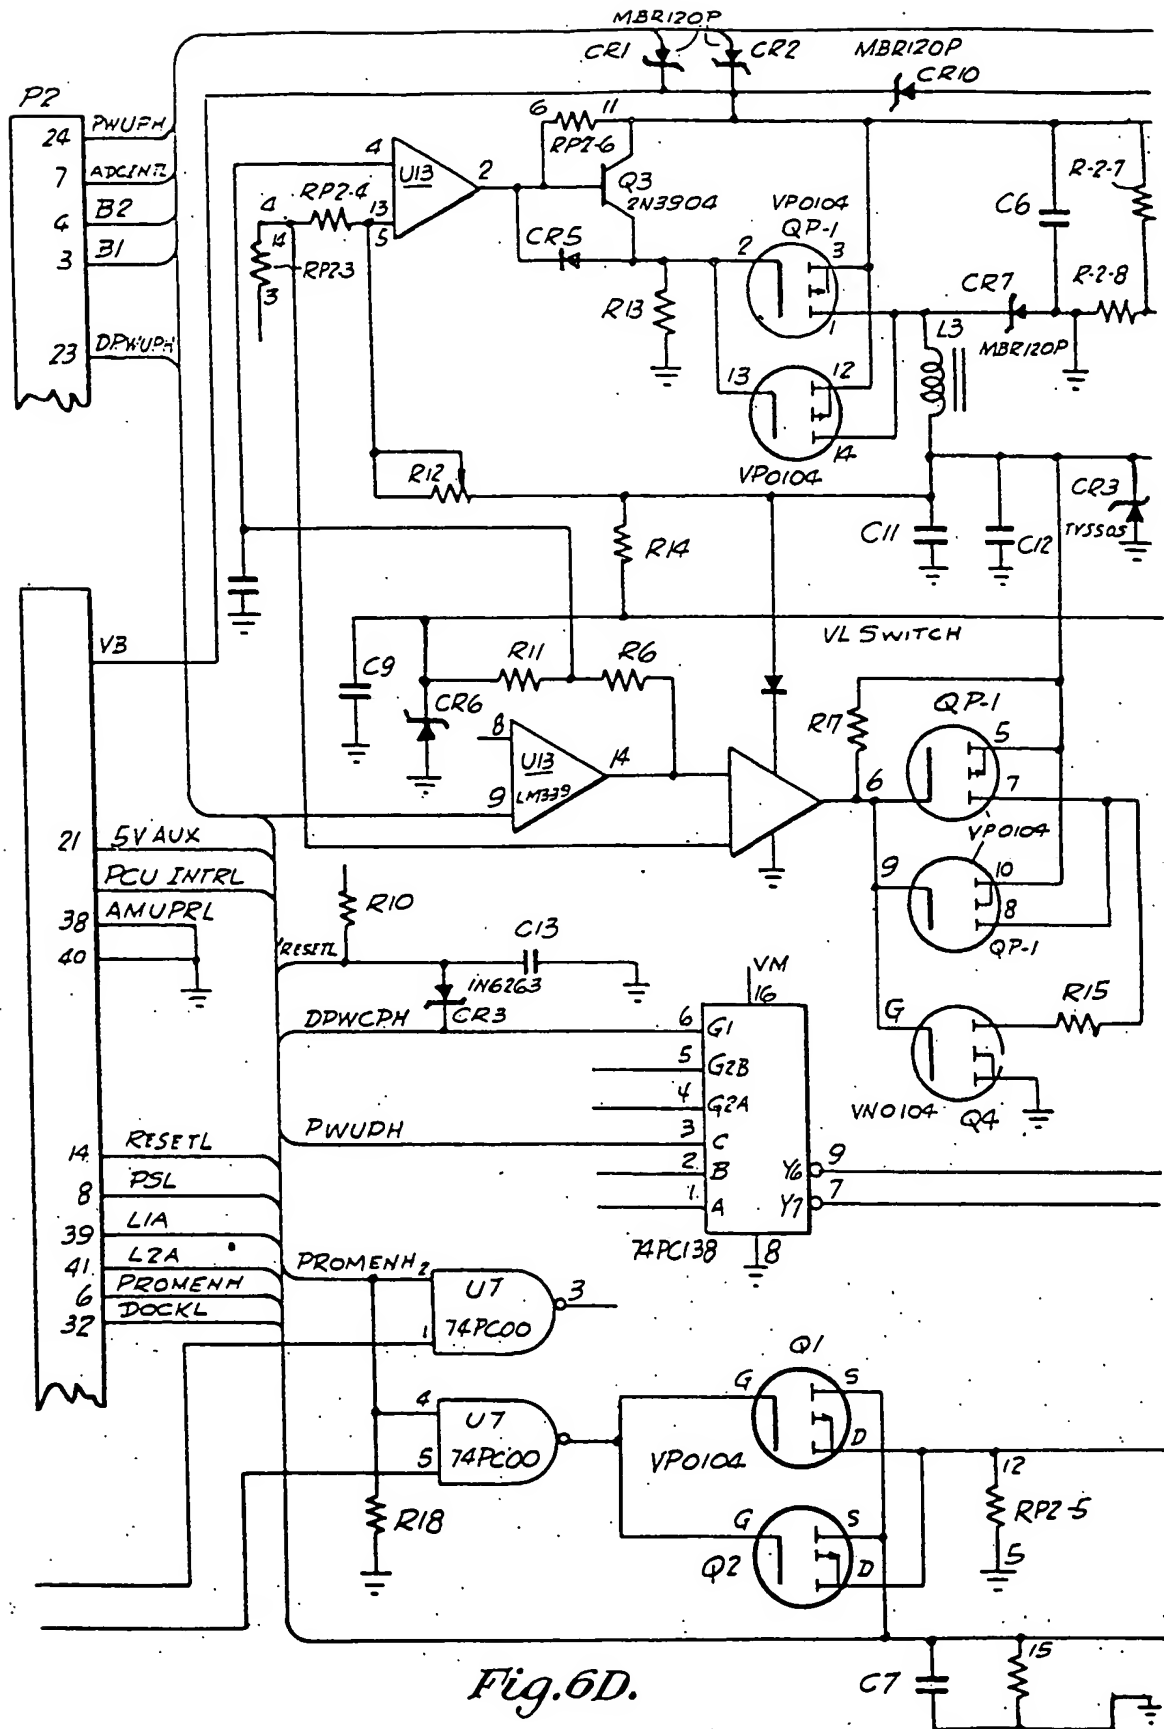 MBR120P
CR1
CR2
MBR120P
CR10
P2
24 PWUPH
7 ADCINTL
4 B2
3 B1
23 DPWUPH
6 11
RP2-6
4
U13
2
RP2-4
4
13
5
14
RP23
3
Q3
2N3904
CR5
R13
VP0104
QP-1
2
3
1
13
12
14
VP0104
C6
R-2-7
CR7
R-2-8
MBR120P
L3
R12
R14
C11
C12
CR3
TVS505
VB
VL SWITCH
C9
R11
R6
CR6
8
U13
14
9
LM339
R7
QP-1
5
6
7
VP0104
9
10
8
QP-1
21 5V AUX
PCU INTRL
38 AMUPRL
40
R10
C13
RESETL
IN6263
CR3
DPWCPH
VM
16
6 G1
5 G2B
4 G2A
PWUPH
3 C
2 B
1 A
Y6 9
Y7 7
74PC138
8
G
R15
VN0104
Q4
14 RESETL
8 PSL
39 L1A
41 L2A
6 PROMENH
32 DOCKL
PROMENH 2
U7
3
1
74PC00
4
U7
5
74PC00
R18
Q1
G
S
D
VP0104
12
RP2-5
5
G
S
Q2
D
C7
15
Fig.6D.